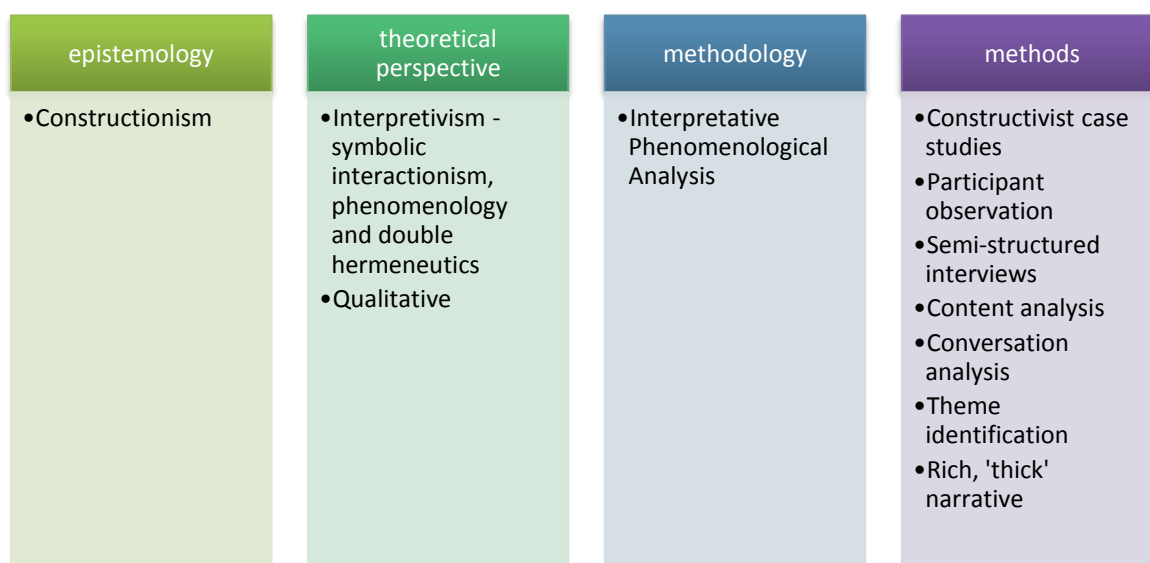 epistemology
•Constructionism
theoretical
perspective
•Interpretivism -
symbolic
interactionism,
phenomenology
and double
hermeneutics
•Qualitative
methodology
•Interpretative
Phenomenological
Analysis
methods
•Constructivist case
studies
•Participant
observation
•Semi-structured
interviews
•Content analysis
•Conversation
analysis
•Theme
identification
•Rich, 'thick'
narrative